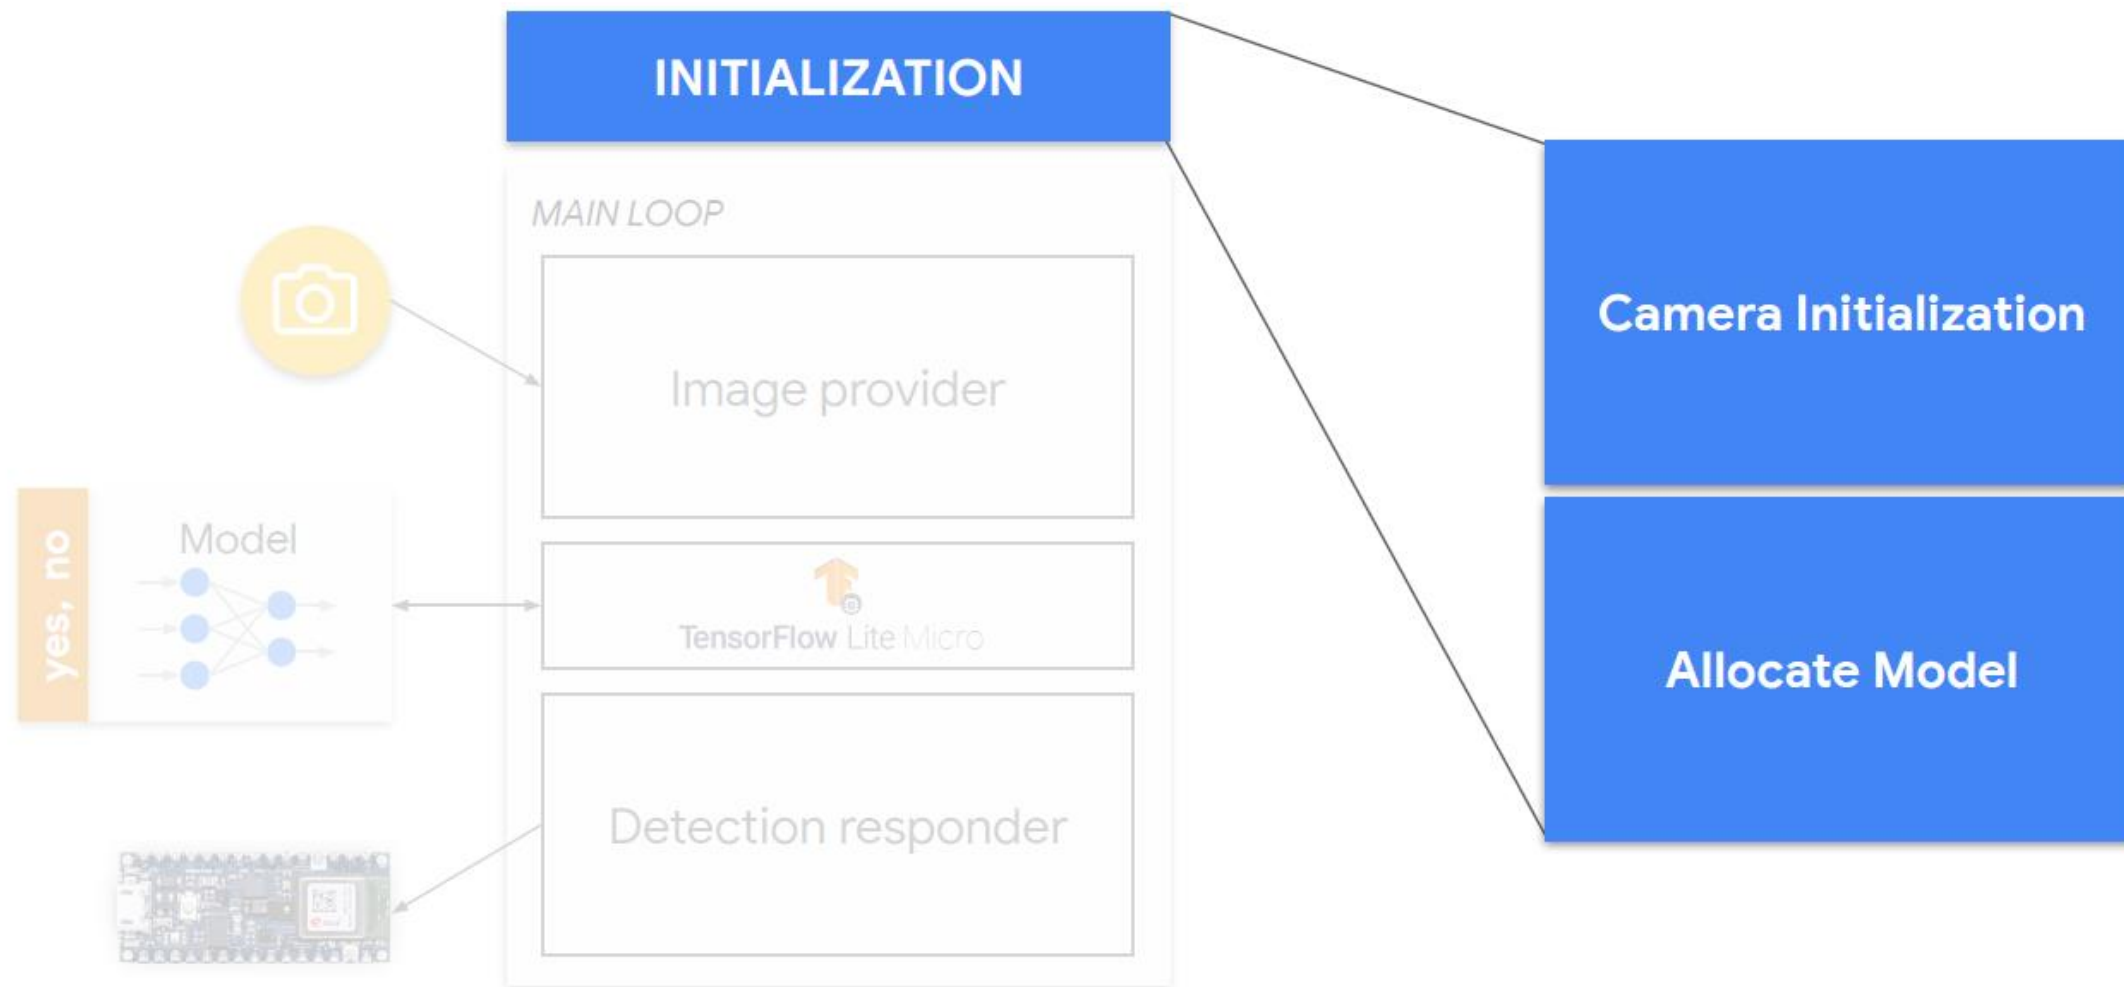 INITIALIZATION
MAIN LOOP
Image provider
Camera Initialization
yes, no
Model
TensorFlow Lite Micro
Allocate Model
Detection responder